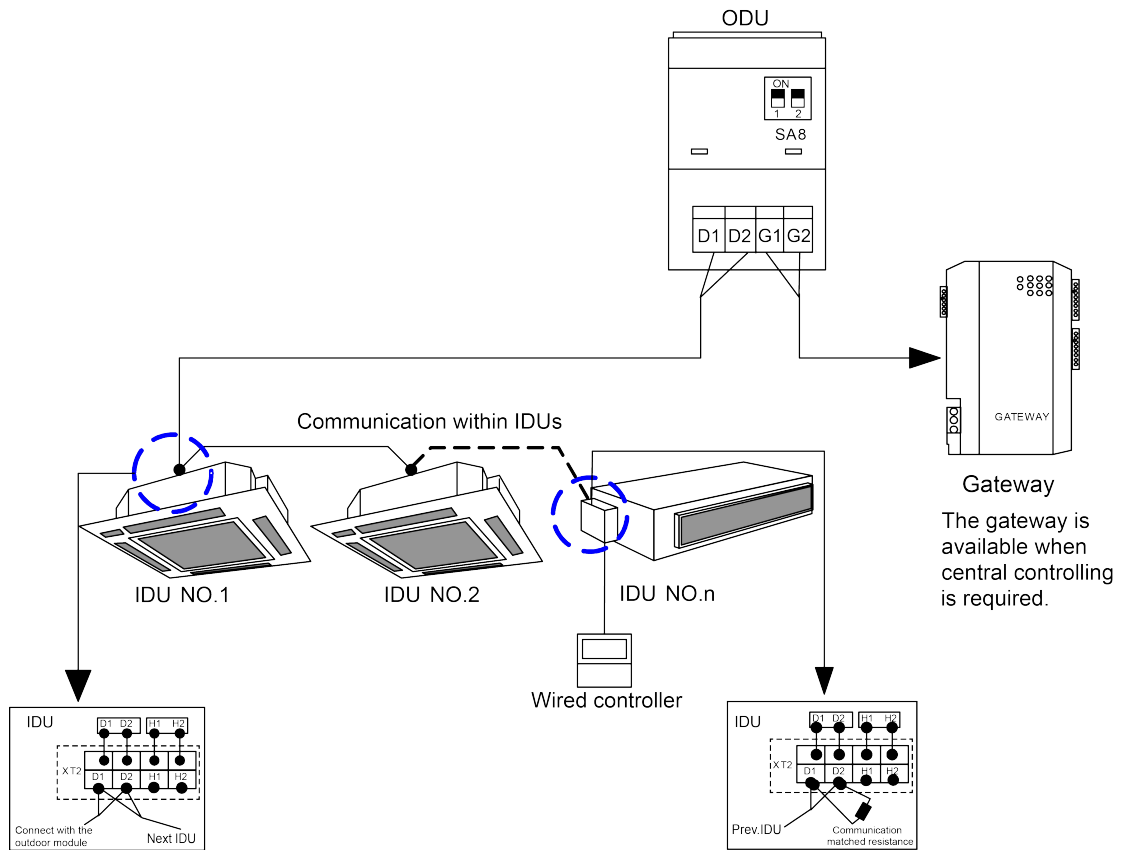 ODU
ON
1 2
SA8
D1 D2 G1 G2
GATEWAY
Gateway
The gateway is
available when
central controlling
is required.
Communication within IDUs
IDU NO.1
IDU NO.2
IDU NO.n
Wired controller
IDU
D1 D2 H1 H2
XT2
D1 D2 H1 H2
Connect with the
outdoor module
Next IDU
IDU
D1 D2 H1 H2
XT2
D1 D2 H1 H2
Prev.IDU
Communication
matched resistance